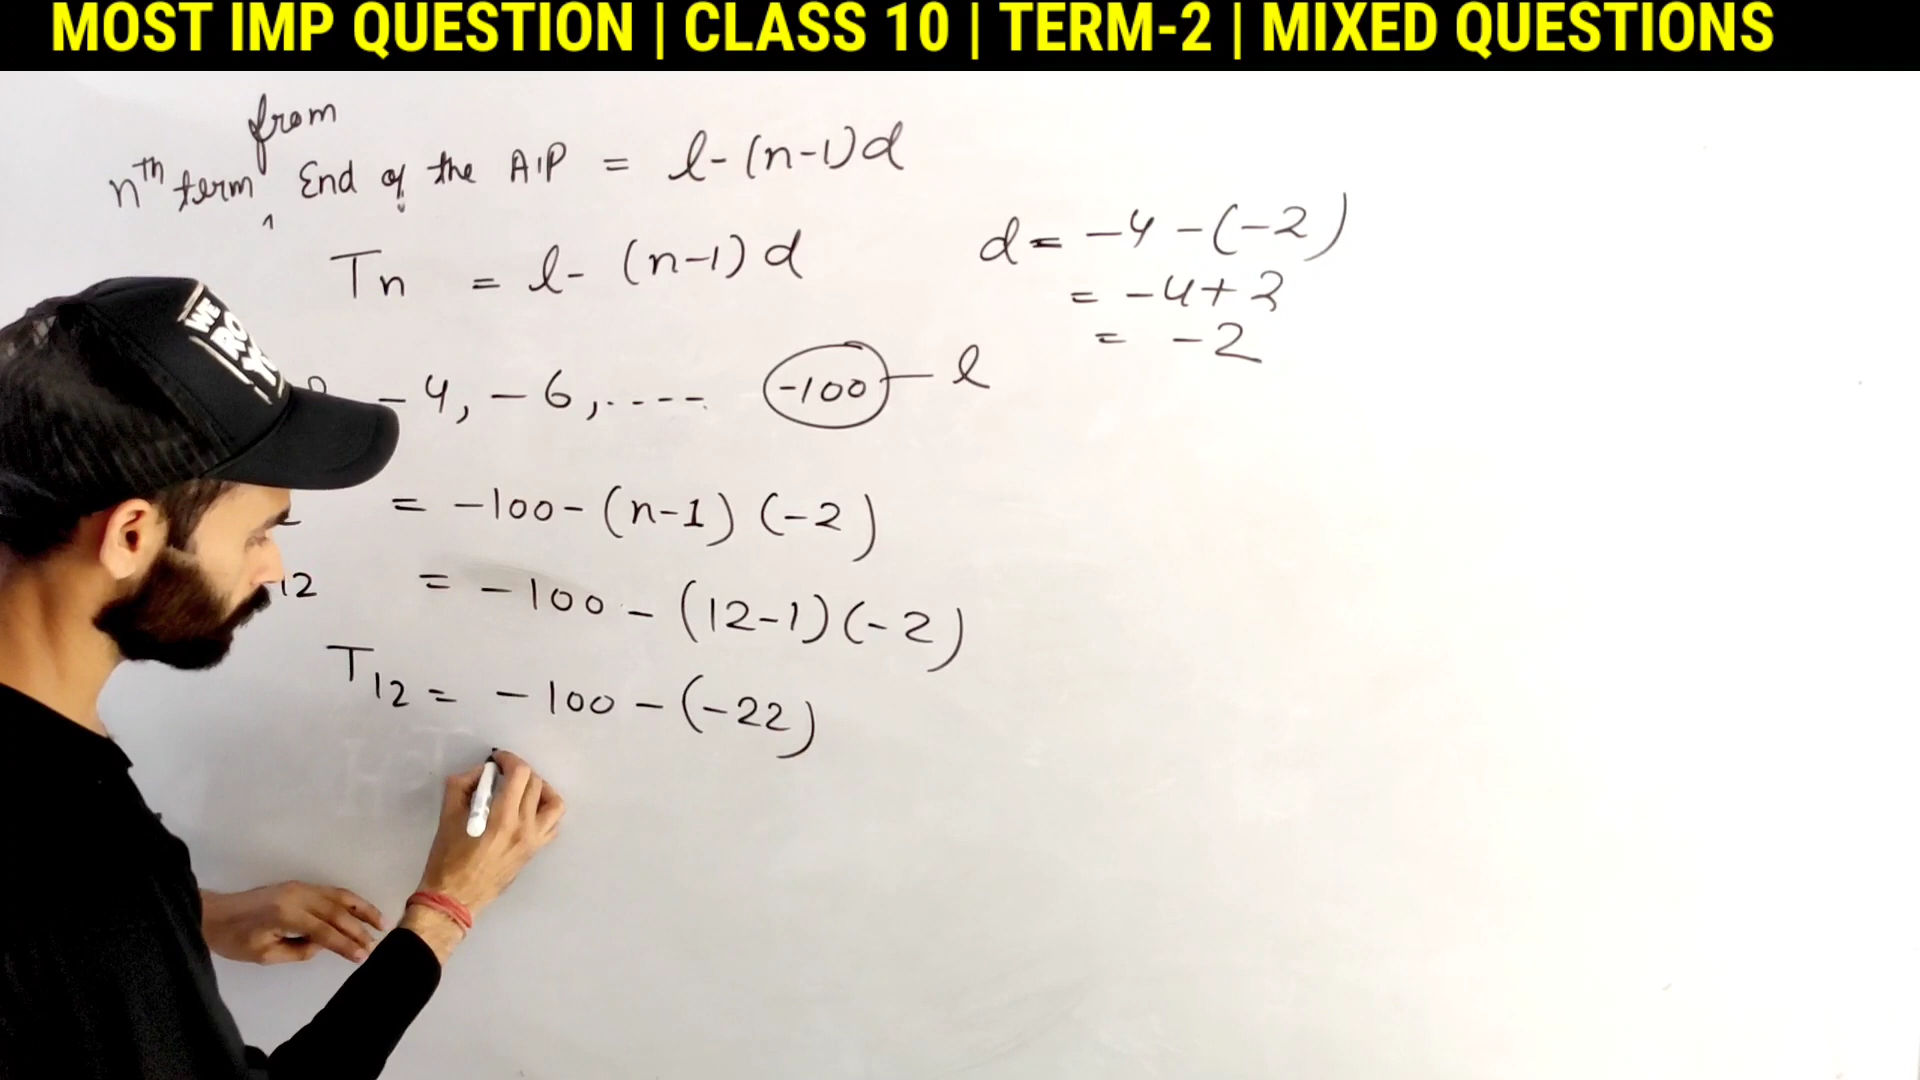 MOST IMP QUESTION | CLASS 10 | TERM-2 | MIXED QUESTIONS
from
nth term ^ End of the A.P = l-(n-1)d
Tn = l- (n-1)d
d= -4 -(-2)
= -4+2
= -2
-4, -6,.---- -100 — l
= -100-(n-1)(-2)
12 = -100 - (12-1)(-2)
T12 = -100 - (-22)